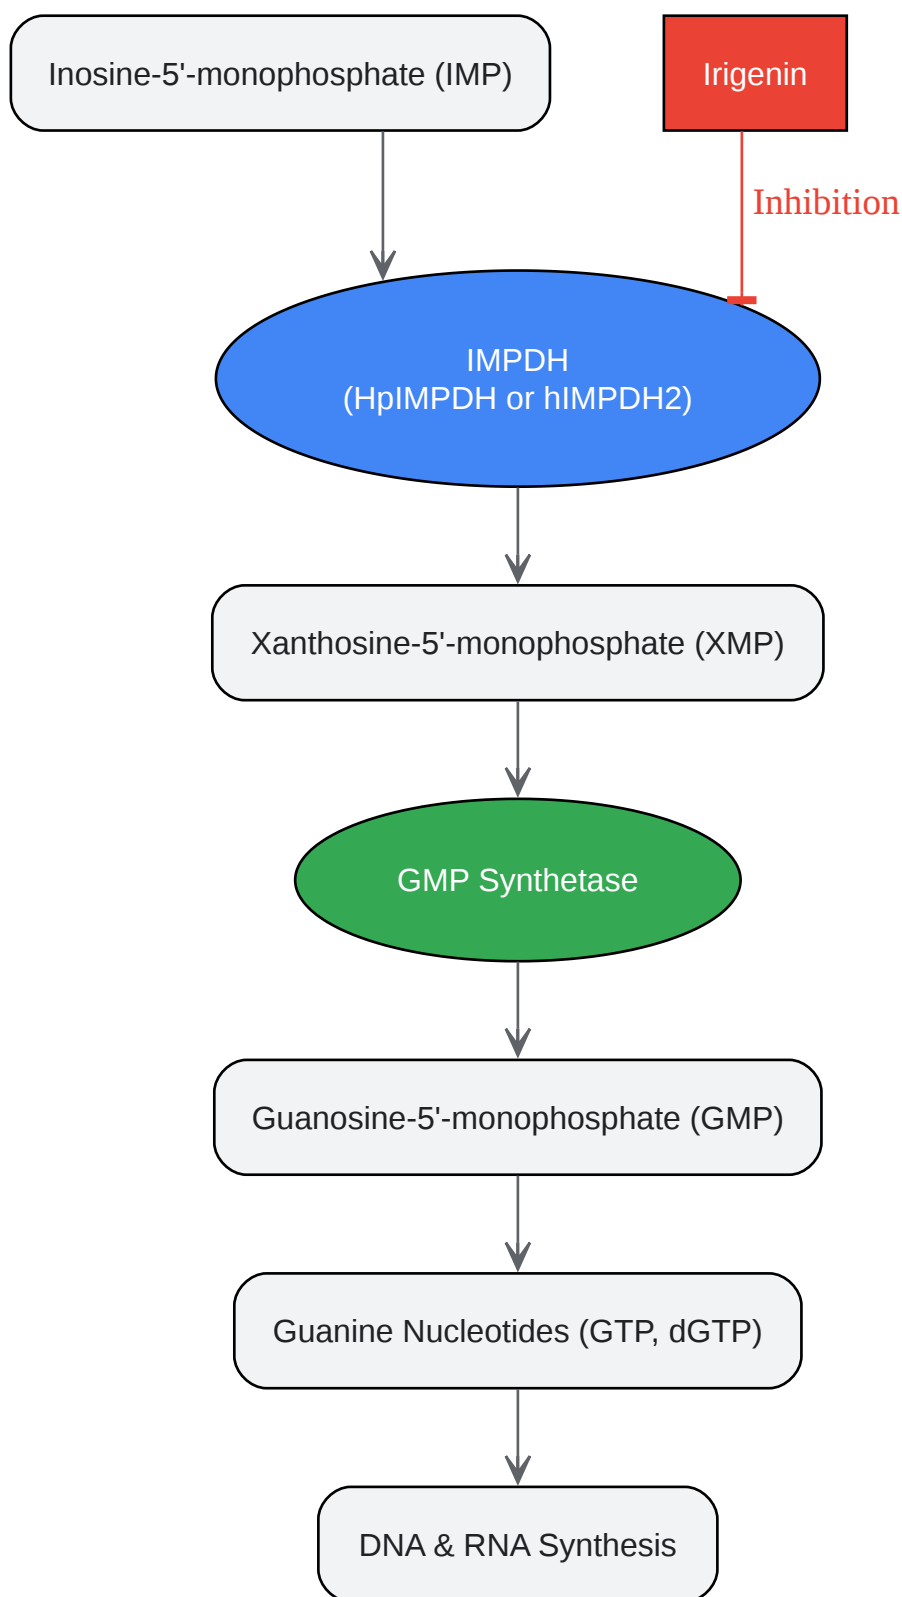 Inosine-5'-monophosphate (IMP)
Irigenin
Inhibition
IMPDH
(HpIMPDH or hIMPDH2)
Xanthosine-5'-monophosphate (XMP)
GMP Synthetase
Guanosine-5'-monophosphate (GMP)
Guanine Nucleotides (GTP, dGTP)
DNA & RNA Synthesis